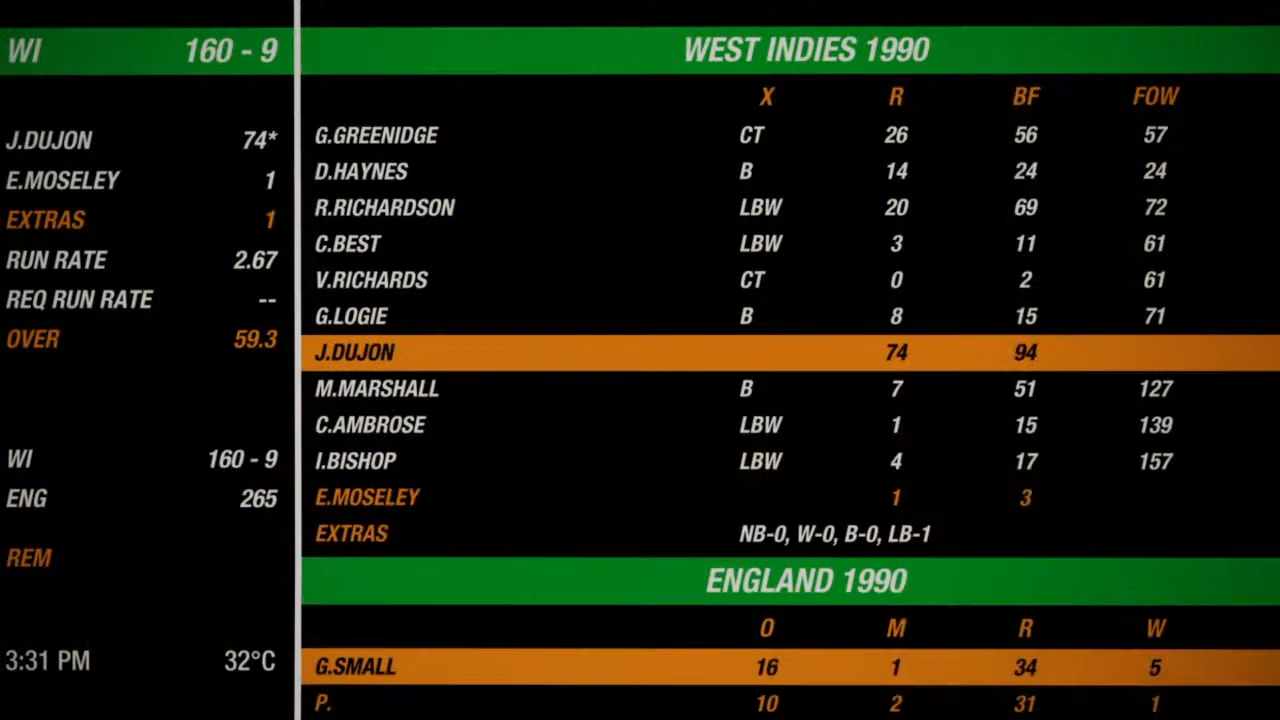 WI 160 - 9
J.DUJON 74*
E.MOSELEY 1
EXTRAS 1
RUN RATE 2.67
REQ RUN RATE --
OVER 59.3
WI 160 - 9
ENG 265
REM
3:31 PM 32°C
WEST INDIES 1990
X R BF FOW
G.GREENIDGE CT 26 56 57
D.HAYNES B 14 24 24
R.RICHARDSON LBW 20 69 72
C.BEST LBW 3 11 61
V.RICHARDS CT 0 2 61
G.LOGIE B 8 15 71
J.DUJON 74 94
M.MARSHALL B 7 51 127
C.AMBROSE LBW 1 15 139
I.BISHOP LBW 4 17 157
E.MOSELEY 1 3
EXTRAS NB-0, W-0, B-0, LB-1
ENGLAND 1990
O M R W
G.SMALL 16 1 34 5
P. 10 2 31 1